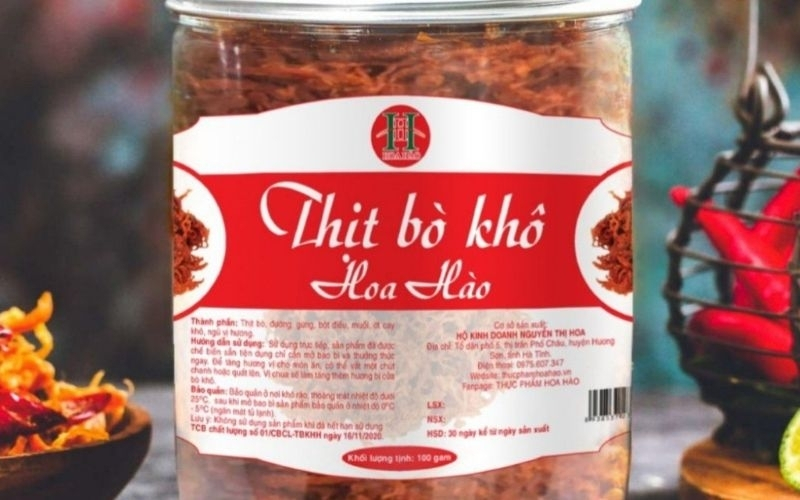 H
HOA HÀO
Thịt bò khô
Hoa Hào
Thành phần: Thịt bò, đường, gừng, bột điều, muối, ớt cay
khô, ngũ vị hương.
Hướng dẫn sử dụng: Sử dụng trực tiếp, sản phẩm đã được
chế biến sẵn tiện dụng chỉ cần mở bao bì và thưởng thức
ngay. Để tăng hương vị cho món ăn, có thể vắt một chút
chanh hoặc quất lên. Vị chua sẽ làm tăng thêm hương bị của
bò khô.
Bảo quản: Bảo quản ở nơi khô ráo, thoáng mát nhiệt độ dưới
25°C, sau khi mở bao bì sản phẩm bảo quản ở nhiệt độ 0°C
- 5°C (ngăn mát tủ lạnh).
Lưu ý: Không sử dụng sản phẩm khi đã hết hạn sử dụng
TCB chất lượng số 01/CBCL-TBKHH ngày 16/11/2020.
Cơ sở sản xuất:
HỘ KINH DOANH NGUYỄN THỊ HOA
Địa chỉ: Tổ dân phố 5, thị trấn Phố Châu, huyện Hương
Sơn, tỉnh Hà Tĩnh.
Điện thoại: 0975.607.347
Website: thucphamhoahao.vn
Fanpage: THỰC PHẨM HOA HÀO
LSX:
NSX:
HSD: 30 ngày kể từ ngày sản xuất
Khối lượng tịnh: 100 gam